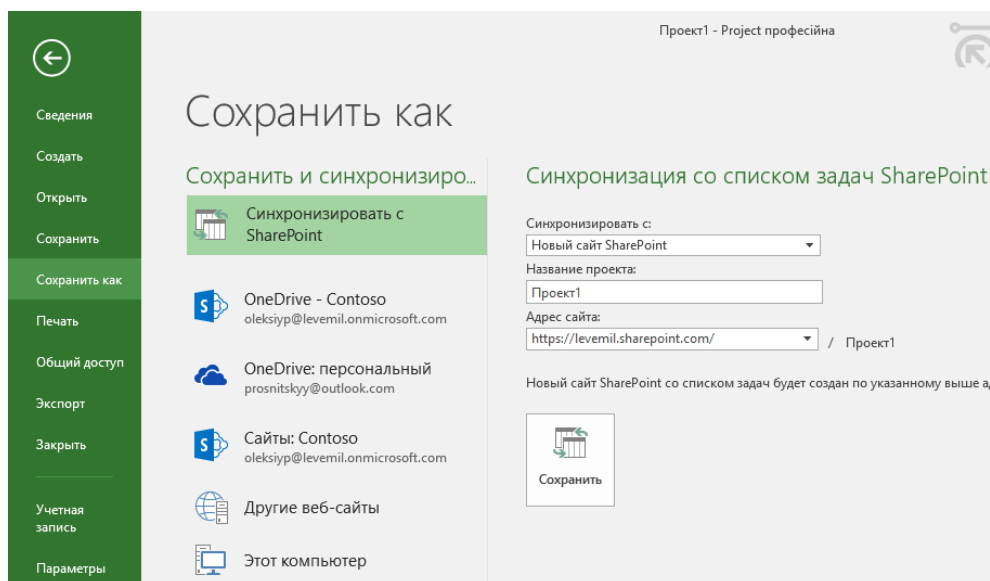 Проект1 - Project професійна
Сведения
Создать
Открыть
Сохранить
Сохранить как
Печать
Общий доступ
Экспорт
Закрыть
Учетная
запись
Параметры
Сохранить как
Сохранить и синхронизиро...
Синхронизировать с
SharePoint
OneDrive - Contoso
oleksiyp@levemil.onmicrosoft.com
OneDrive: персональный
prosnitskyy@outlook.com
Сайты: Contoso
oleksiyp@levemil.onmicrosoft.com
Другие веб-сайты
Этот компьютер
Синхронизация со списком задач SharePoint
Синхронизировать с:
Новый сайт SharePoint
Название проекта:
Проект1
Адрес сайта:
https://levemil.sharepoint.com/ / Проект1
Новый сайт SharePoint со списком задач будет создан по указанному выше
Сохранить